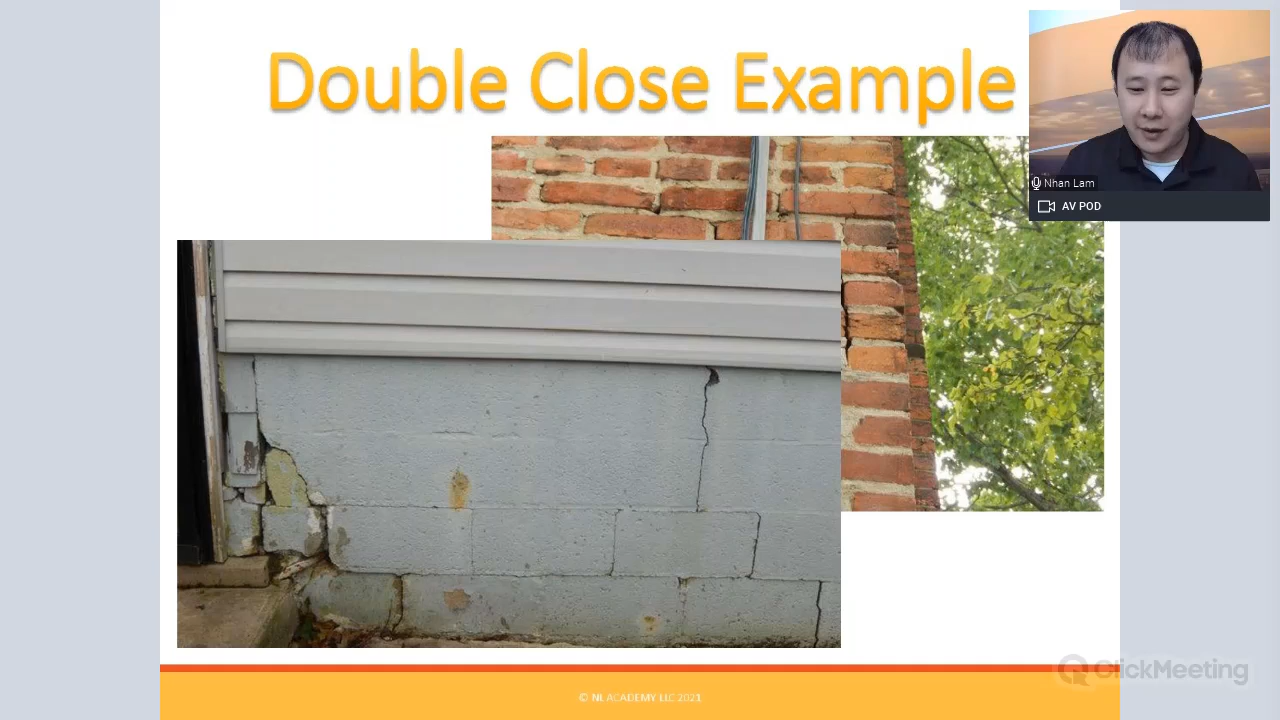 Double Close Example
Nhan Lam
AV POD
© NL ACADEMY LLC 2021
ClickMeeting